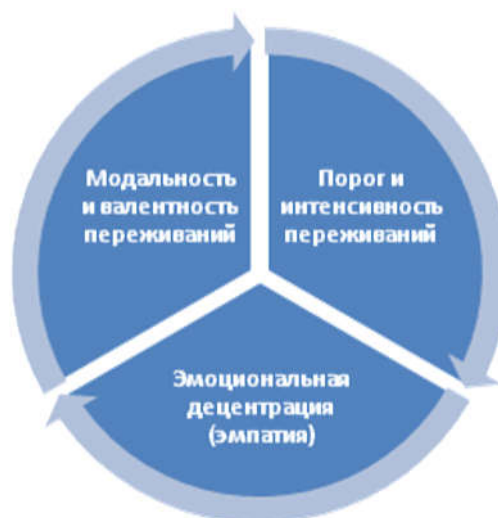 Модальность
и валентность
переживаний
Порог и
интенсивность
переживаний
Эмоциональная
децентрация
(эмпатия)